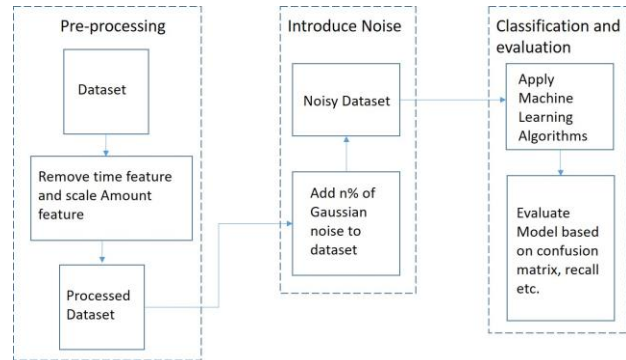 Pre-processing
Dataset
Remove time feature
and scale Amount
feature
Processed
Dataset
Introduce Noise
Noisy Dataset
Add n% of
Gaussian
noise to
dataset
Classification and
evaluation
Apply
Machine
Learning
Algorithms
Evaluate
Model based
on confusion
matrix, recall
etc.